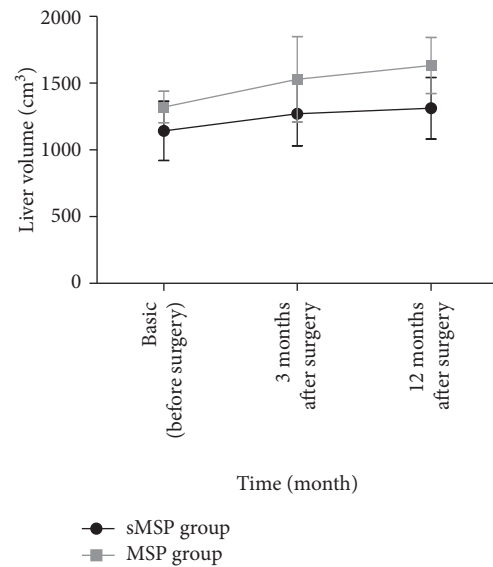 2000
1500
1000
500
0
Liver volume (cm³)
Basic
(before surgery)
3 months
after surgery
12 months
after surgery
Time (month)
sMSP group
MSP group